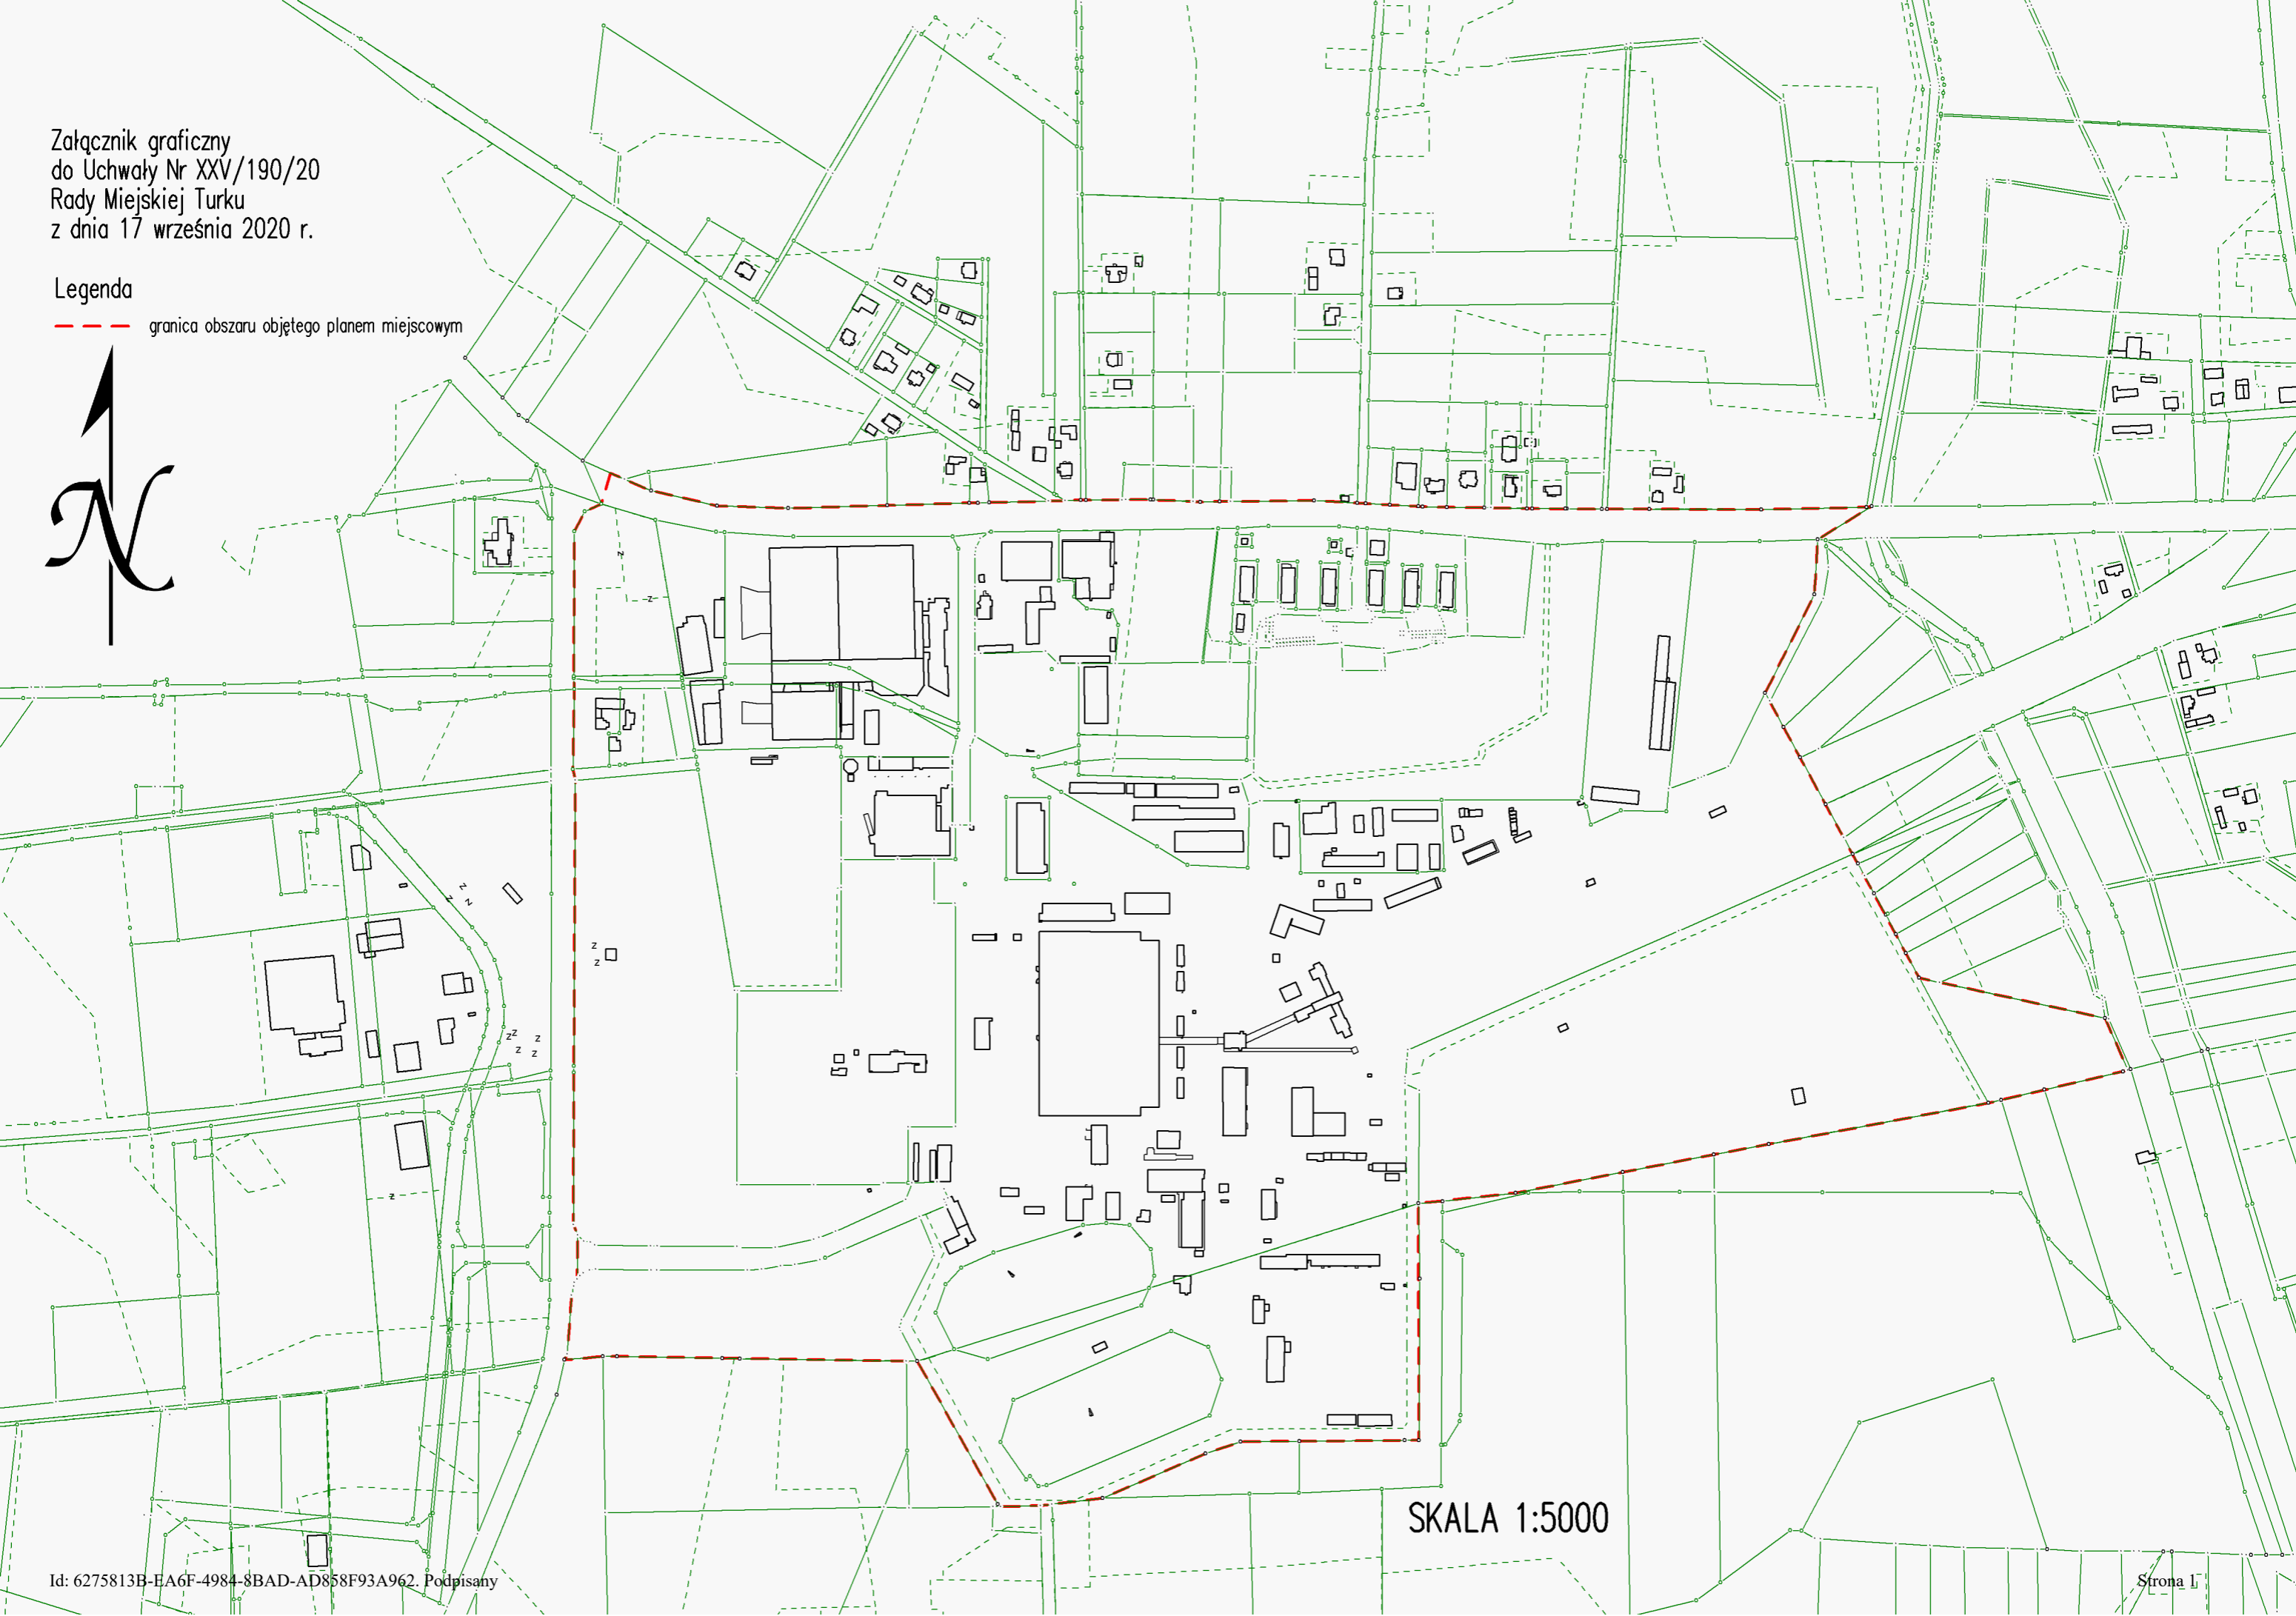 Załącznik graficzny
do Uchwały Nr XXV/190/20
Rady Miejskiej Turku
z dnia 17 września 2020 r.
Legenda
granica obszaru objętego planem miejscowym
N
z
z
z
z
z
z
z
z
z
z
z
z
z
SKALA 1:5000
Id: 6275813B-EA6F-4984-8BAD-AD858F93A962. Podpisany
Strona 1